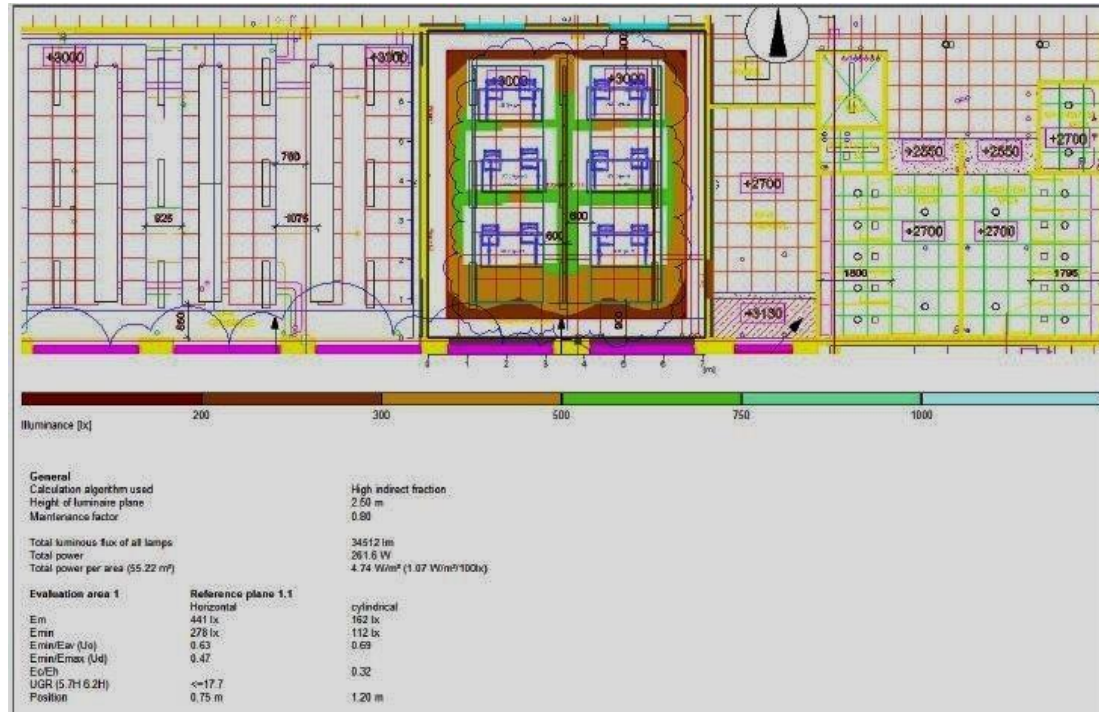 +3000
+3000
+3000
+3000
+2700
+2550
+2550
+2700
+2700
+2700
+3130
760
925
1075
600
600
900
1800
1795
0 1 2 3 4 5 6 7
[m]
200 300 500 750 1000
Illuminance [lx]
General
Calculation algorithm used High indirect fraction
Height of luminaire plane 2.50 m
Maintenance factor 0.80
Total luminous flux of all lamps 34512 lm
Total power 261.6 W
Total power per area (55.22 m²) 4.74 W/m² (1.07 W/m²/100lx)
Evaluation area 1 Reference plane 1.1
Horizontal cylindrical
Em 441 lx 162 lx
Emin 278 lx 112 lx
Emin/Eav (Uo) 0.63 0.69
Emin/Emax (Ud) 0.47
Ec/Eh 0.32
UGR (5.7H 6.2H) <=17.7
Position 0.75 m 1.20 m